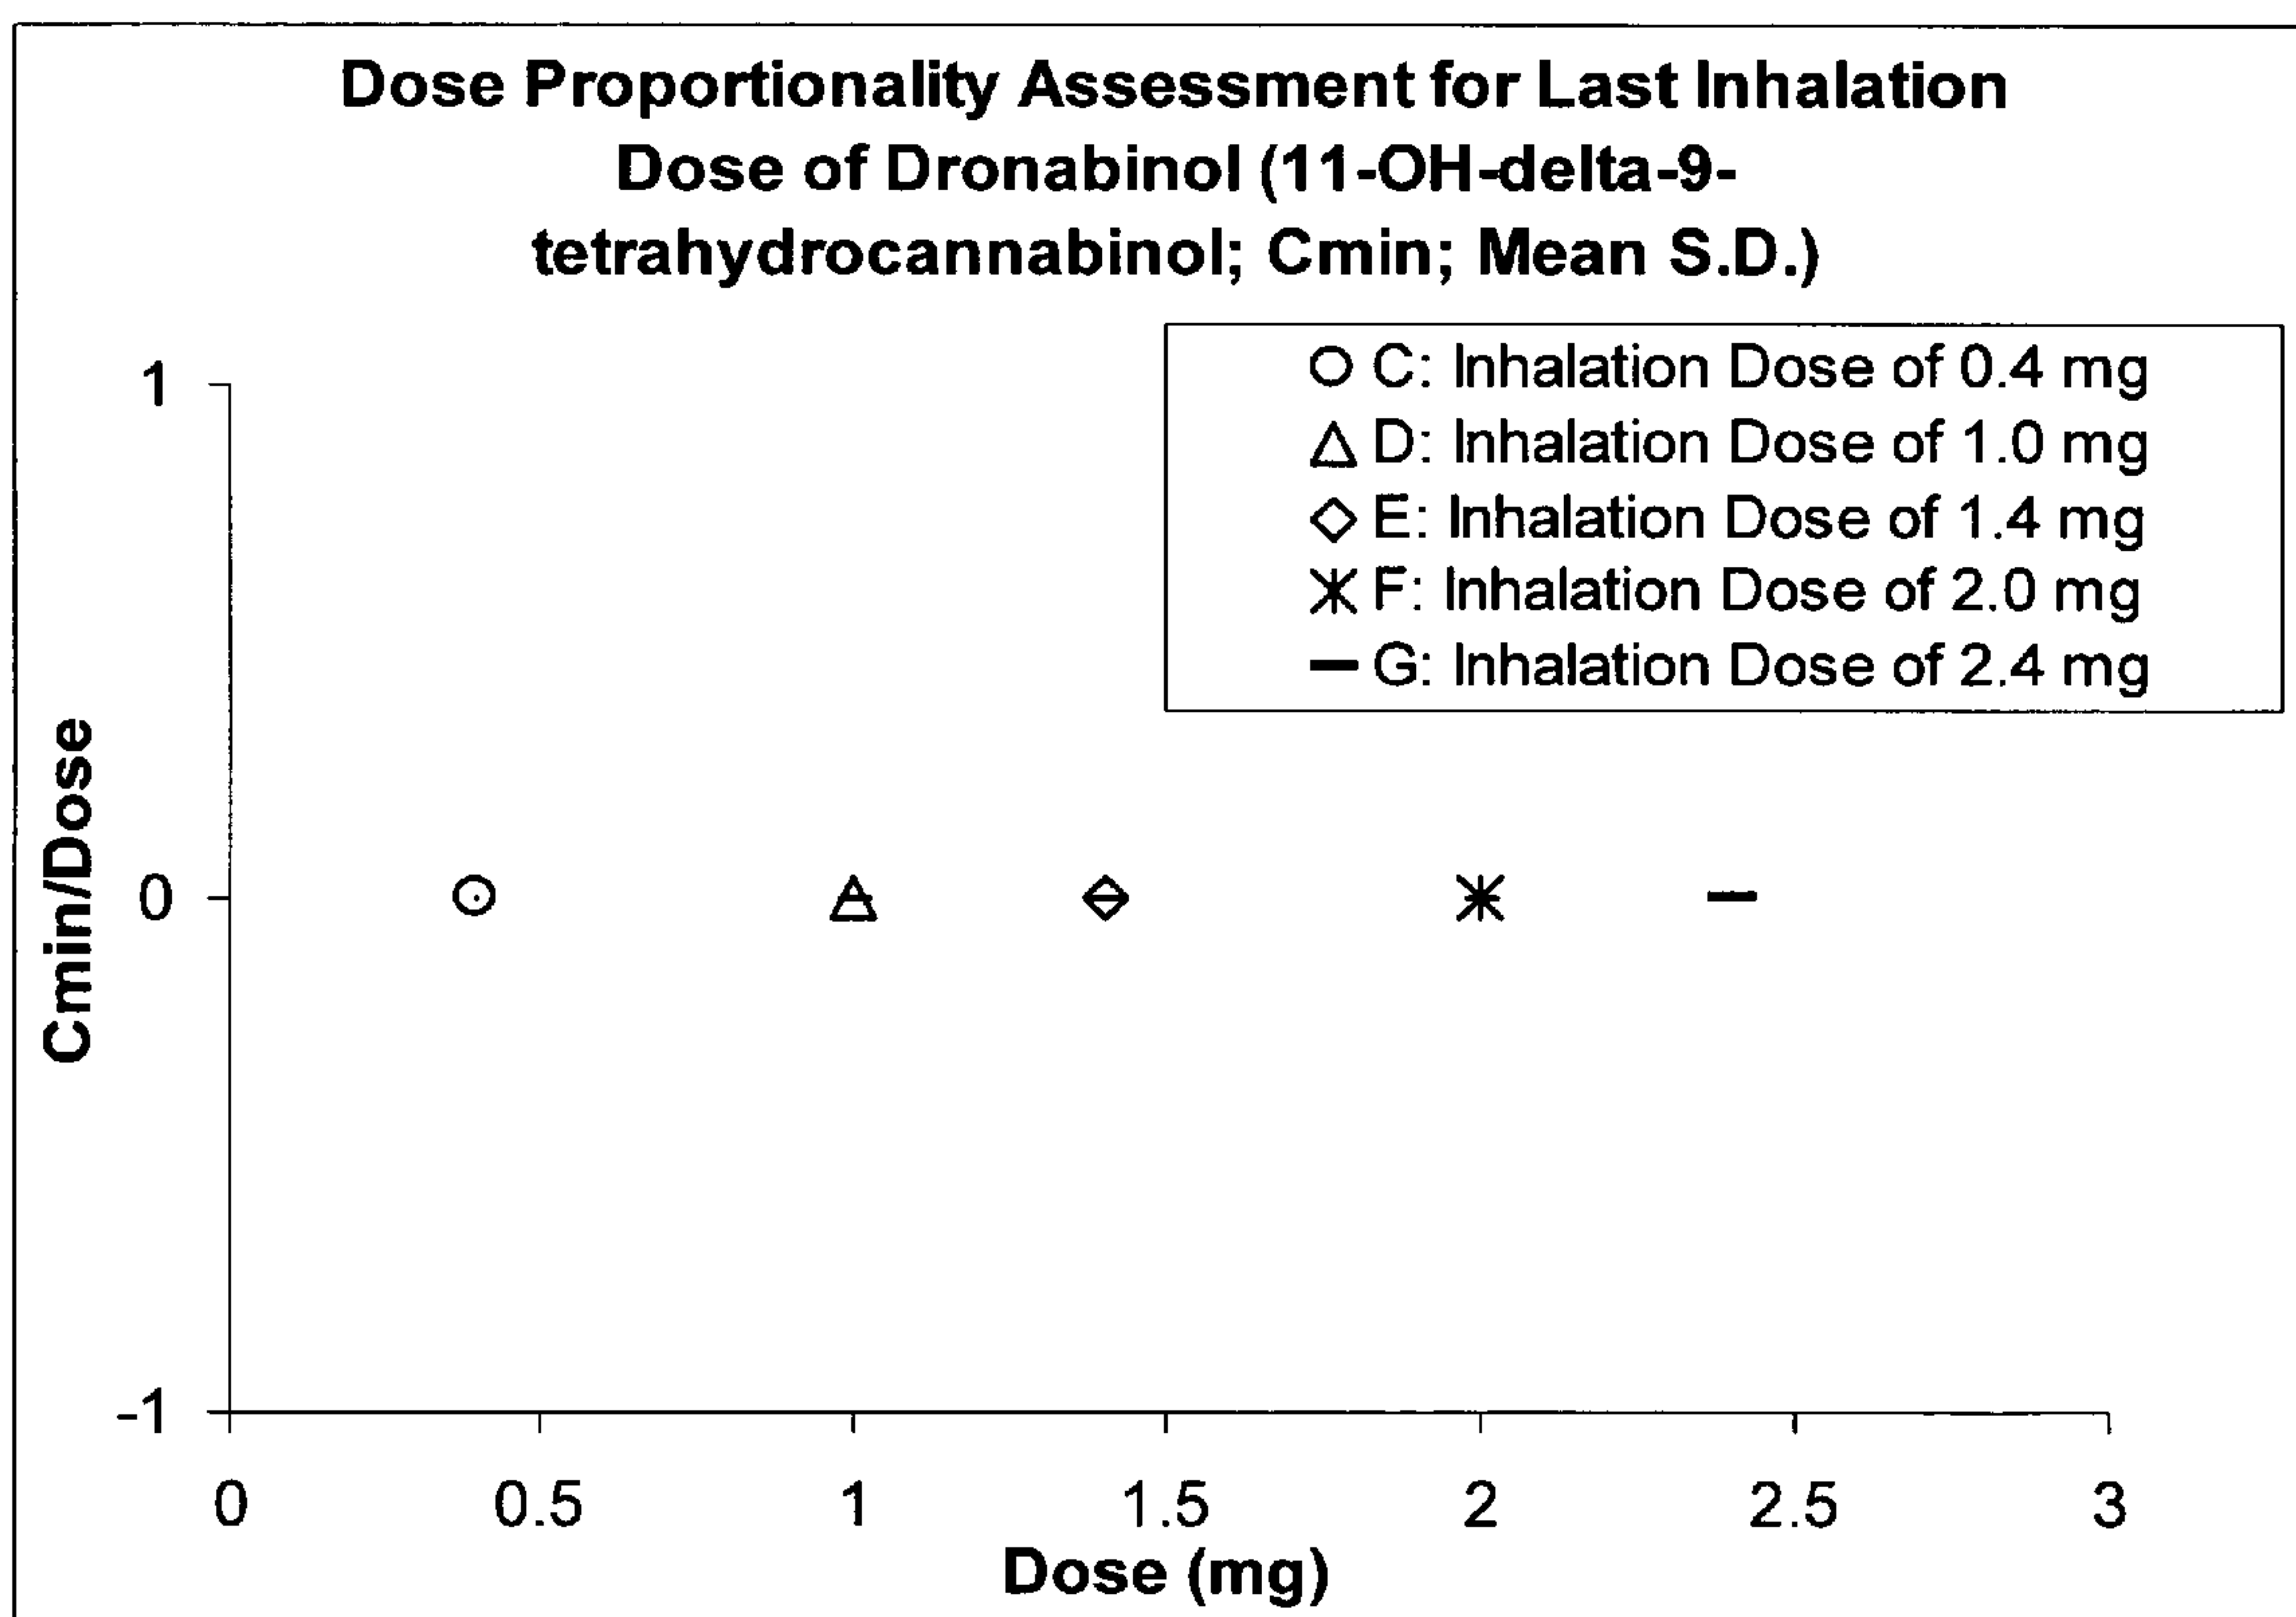 Dose Proportionality Assessment for Last Inhalation
Dose of Dronabinol (11-OH-delta-9-
tetrahydrocannabinol; Cmin; Mean S.D.)
C: Inhalation Dose of 0.4 mg
D: Inhalation Dose of 1.0 mg
E: Inhalation Dose of 1.4 mg
F: Inhalation Dose of 2.0 mg
G: Inhalation Dose of 2.4 mg
Cmin/Dose
1
0
-1
0 0.5 1 1.5 2 2.5 3
Dose (mg)